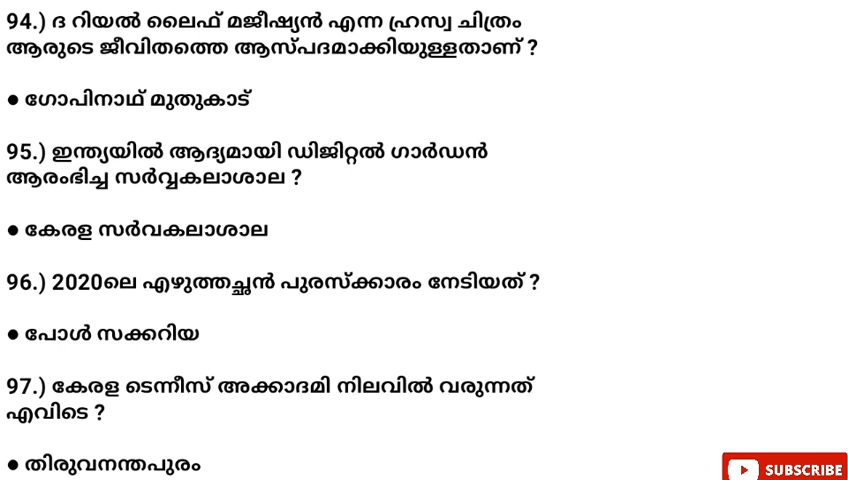 94.) ദ റിയൽ ലൈഫ് മജീഷ്യൻ എന്ന ഹ്രസ്വ ചിത്രം
ആരുടെ ജീവിതത്തെ ആസ്പദമാക്കിയുള്ളതാണ് ?
● ഗോപിനാഥ് മുതുകാട്
95.) ഇന്ത്യയിൽ ആദ്യമായി ഡിജിറ്റൽ ഗാർഡൻ
ആരംഭിച്ച സർവ്വകലാശാല ?
● കേരള സർവകലാശാല
96.) 2020ലെ എഴുത്തച്ഛൻ പുരസ്ക്കാരം നേടിയത് ?
● പോൾ സക്കറിയ
97.) കേരള ടെന്നീസ് അക്കാദമി നിലവിൽ വരുന്നത്
എവിടെ ?
● തിരുവനന്തപുരം
SUBSCRIBE